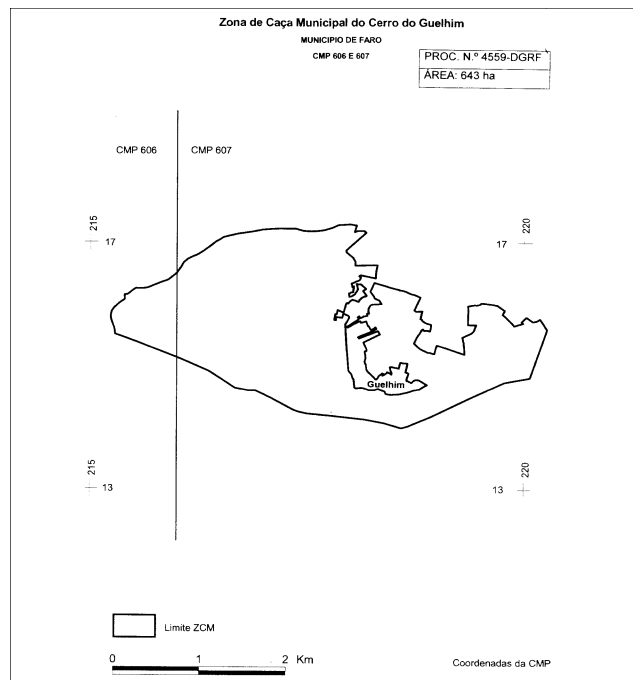 Zona de Caça Municipal do Cerro do Guelhim
MUNICIPIO DE FARO
CMP 606 E 607
PROC. N.º 4559-DGRF
ÁREA: 643 ha
CMP 606
CMP 607
215
17
220
17
Guelhim
215
13
220
13
Limite ZCM
0 1 2 Km
Coordenadas da CMP